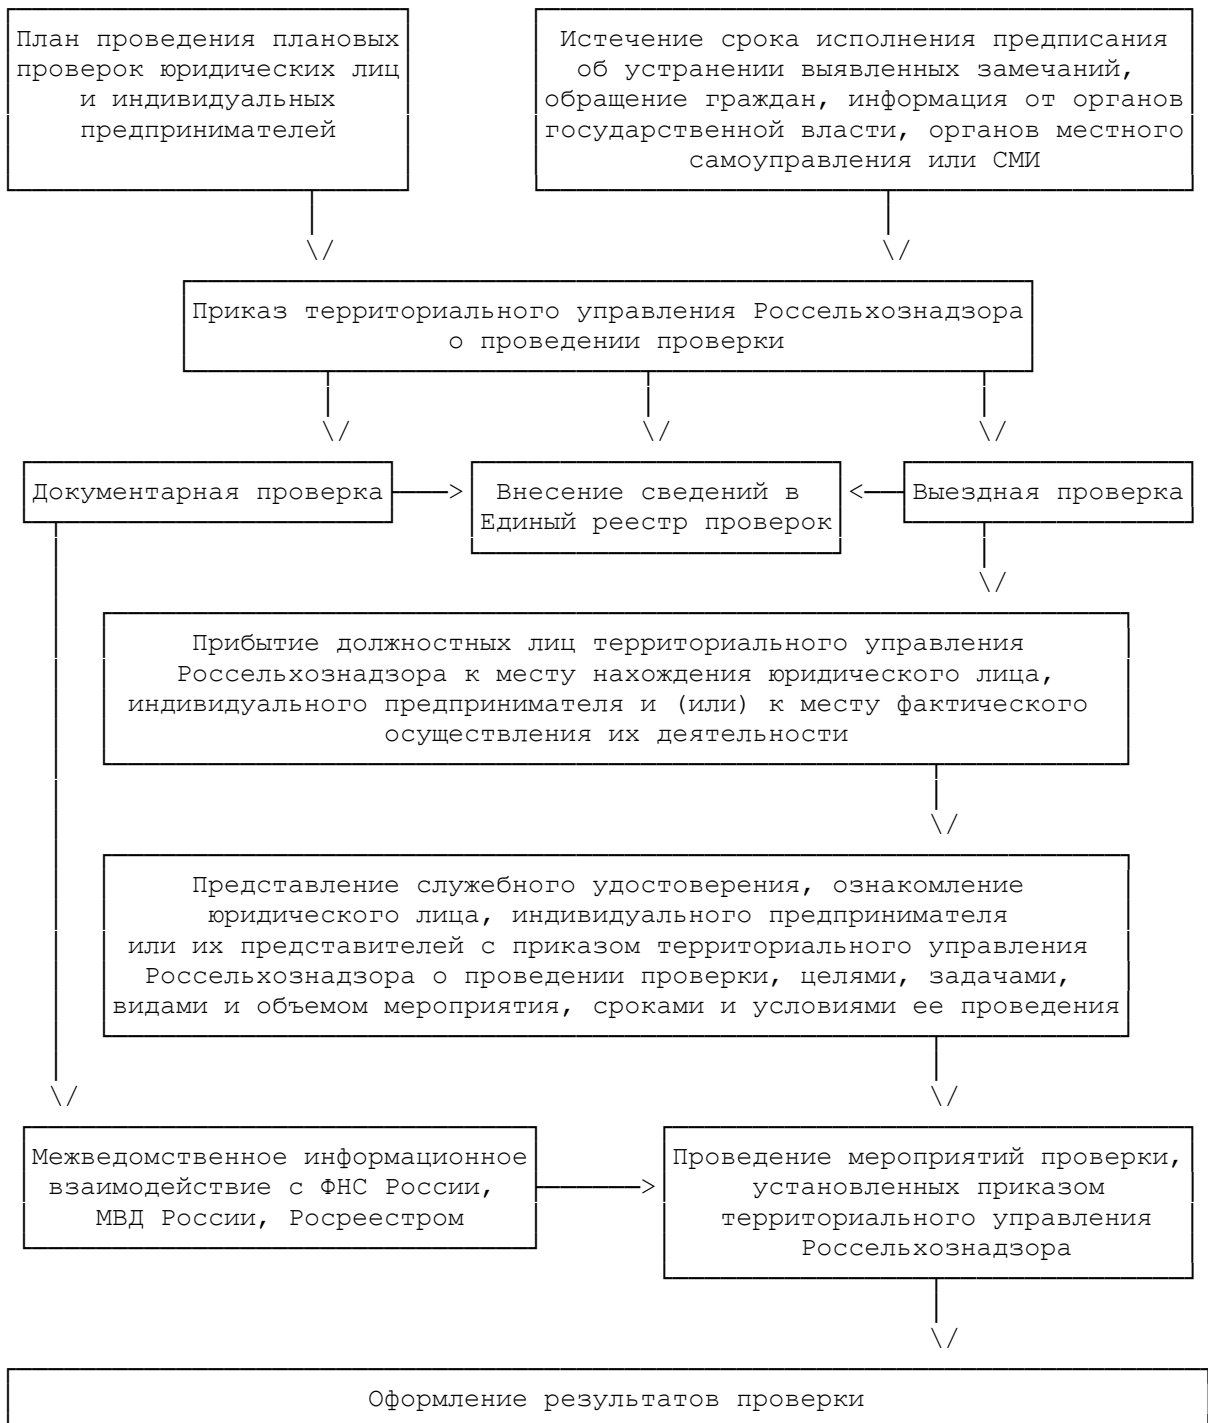 План проведения плановых
проверок юридических лиц
и индивидуальных
предпринимателей
Истечение срока исполнения предписания
об устранении выявленных замечаний,
обращение граждан, информация от органов
государственной власти, органов местного
самоуправления или СМИ
Приказ территориального управления Россельхознадзора
о проведении проверки
Документарная проверка
Внесение сведений в
Единый реестр проверок
Выездная проверка
Прибытие должностных лиц территориального управления
Россельхознадзора к месту нахождения юридического лица,
индивидуального предпринимателя и (или) к месту фактического
осуществления их деятельности
Представление служебного удостоверения, ознакомление
юридического лица, индивидуального предпринимателя
или их представителей с приказом территориального управления
Россельхознадзора о проведении проверки, целями, задачами,
видами и объемом мероприятия, сроками и условиями ее проведения
Межведомственное информационное
взаимодействие с ФНС России,
МВД России, Росреестром
Проведение мероприятий проверки,
установленных приказом
территориального управления
Россельхознадзора
Оформление результатов проверки